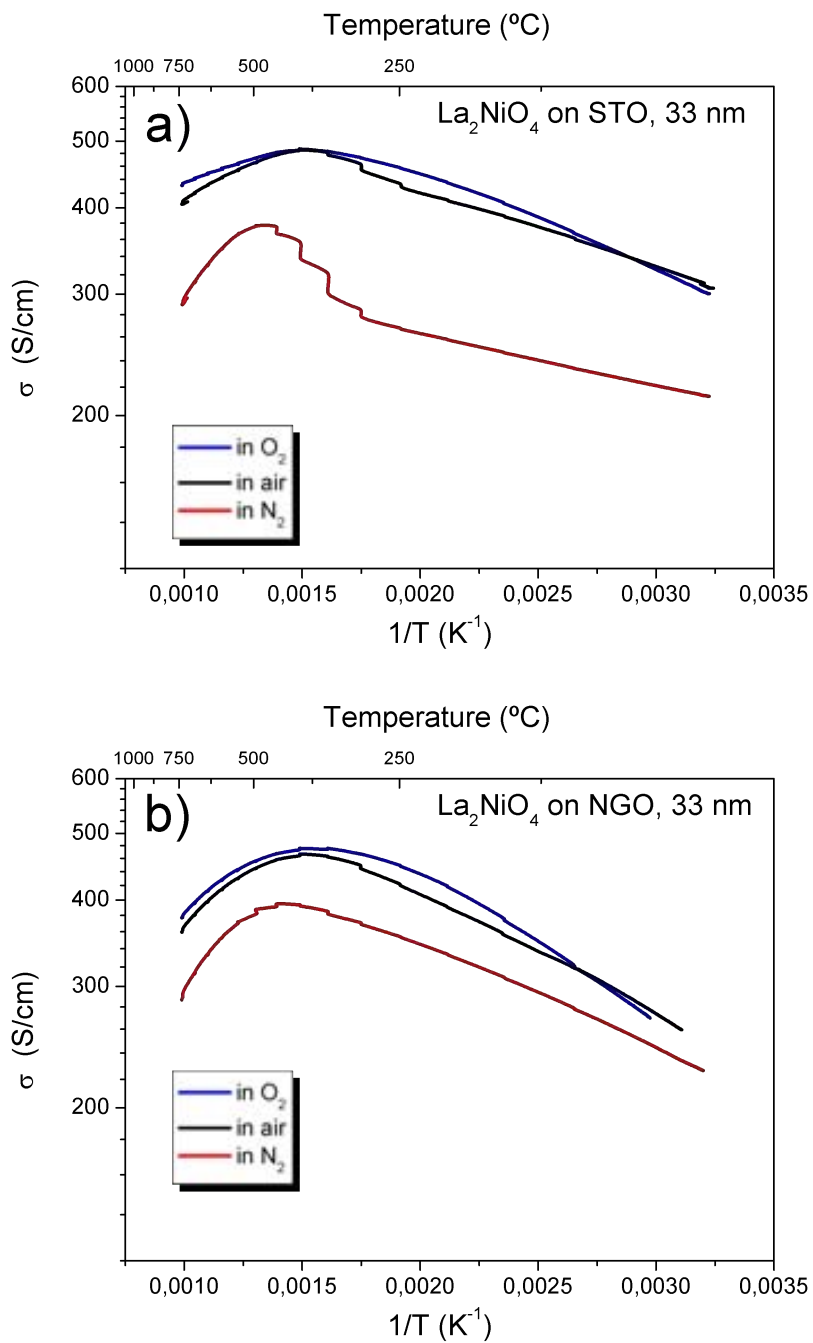 Temperature (ºC)
1000 750 500 250
a) La₂NiO₄ on STO, 33 nm
600
500
400
300
200
σ (S/cm)
in O₂
in air
in N₂
0,0010 0,0015 0,0020 0,0025 0,0030 0,0035
1/T (K⁻¹)
Temperature (ºC)
1000 750 500 250
b) La₂NiO₄ on NGO, 33 nm
600
500
400
300
200
σ (S/cm)
in O₂
in air
in N₂
0,0010 0,0015 0,0020 0,0025 0,0030 0,0035
1/T (K⁻¹)